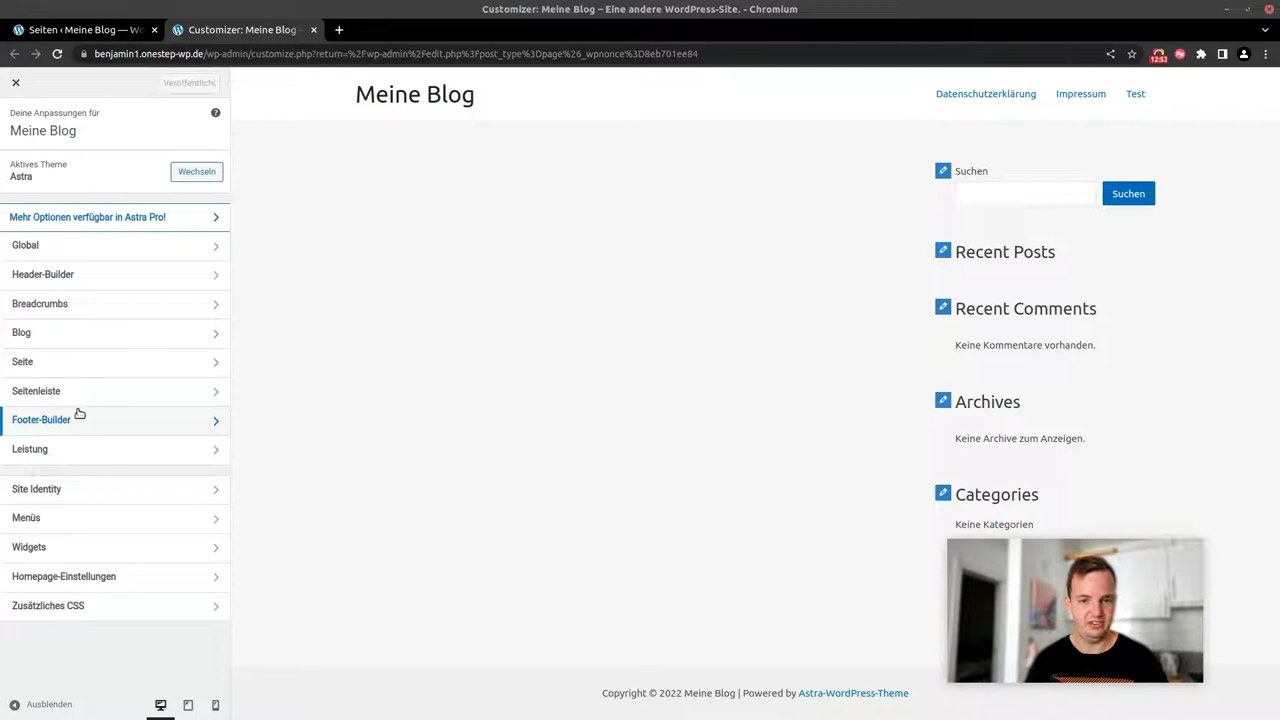 Customizer: Meine Blog – Eine andere WordPress-Site. - Chromium
Seiten ‹ Meine Blog — Wo
Customizer: Meine Blog -
benjamin1.onestep-wp.de/wp-admin/customize.php?return=%2Fwp-admin%2Fedit.php%3Fpost_type%3Dpage%26_wpnonce%3D8eb701ee84
12:53
Veröffentlicht
Deine Anpassungen für
Meine Blog
Aktives Theme
Astra
Wechseln
Mehr Optionen verfügbar in Astra Pro!
Global
Header-Builder
Breadcrumbs
Blog
Seite
Seitenleiste
Footer-Builder
Leistung
Site Identity
Menüs
Widgets
Homepage-Einstellungen
Zusätzliches CSS
Ausblenden
Meine Blog
Datenschutzerklärung Impressum Test
Suchen
Suchen
Recent Posts
Recent Comments
Keine Kommentare vorhanden.
Archives
Keine Archive zum Anzeigen.
Categories
Keine Kategorien
Copyright © 2022 Meine Blog | Powered by Astra-WordPress-Theme